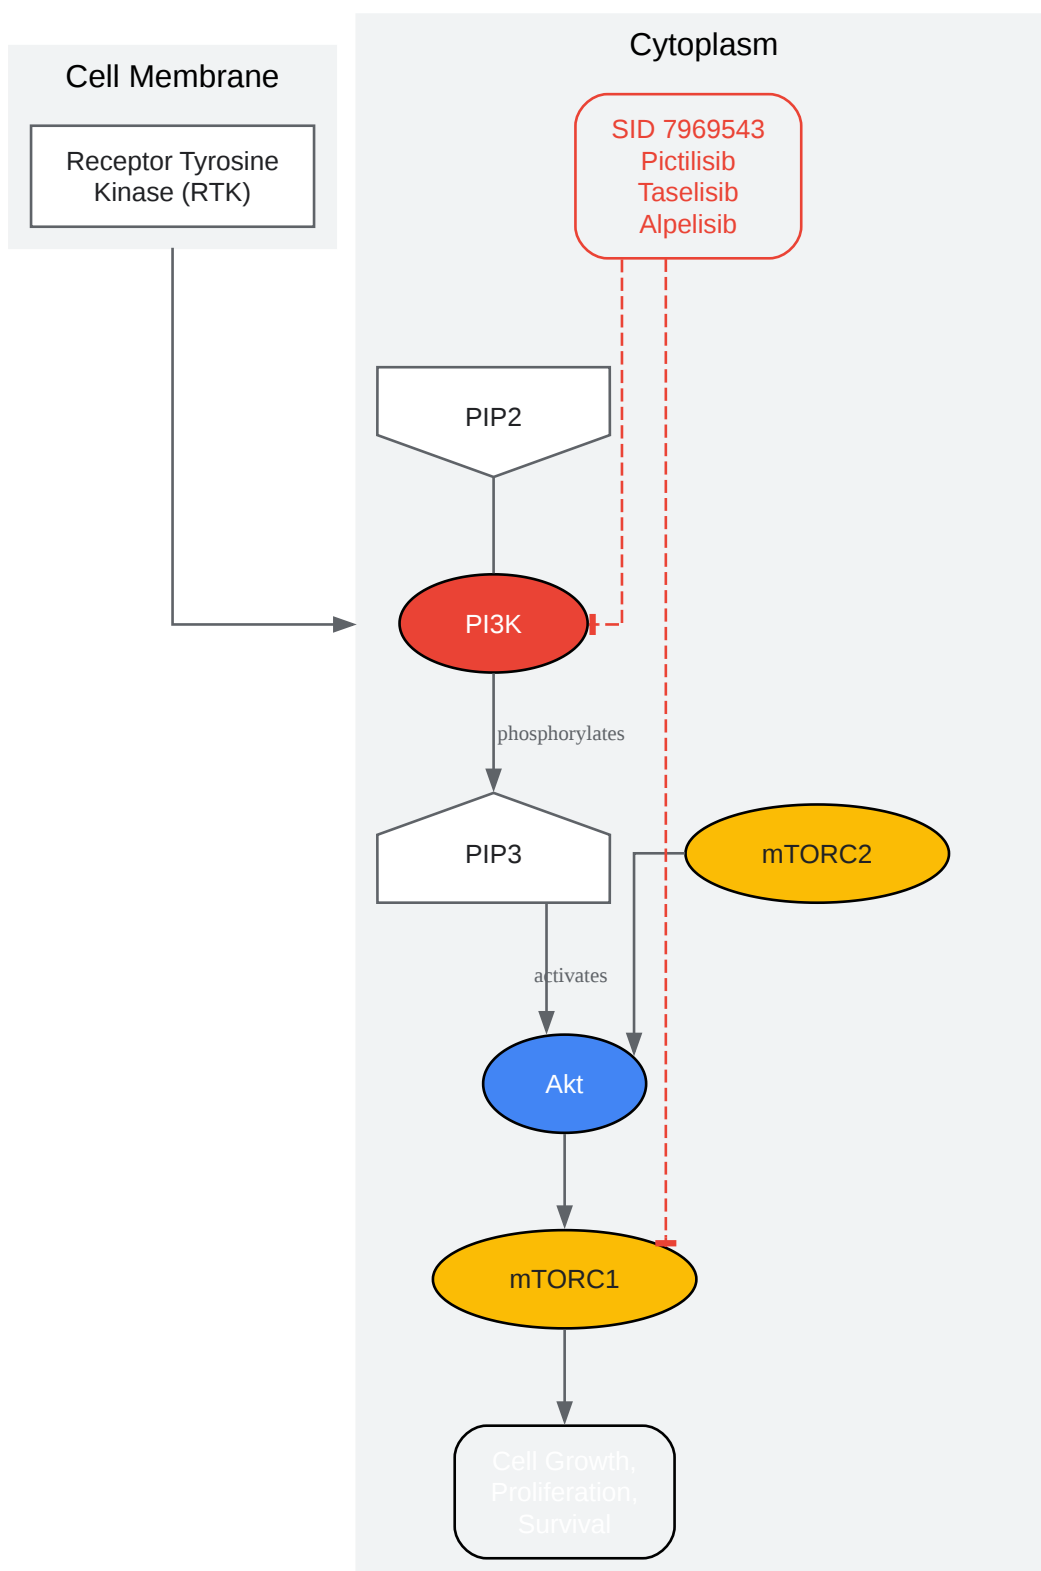 Cell Membrane
Receptor Tyrosine
Kinase (RTK)
Cytoplasm
SID 7969543
Pictilisib
Taselisib
Alpelisib
PIP2
PI3K
phosphorylates
PIP3
mTORC2
activates
Akt
mTORC1
Cell Growth,
Proliferation,
Survival